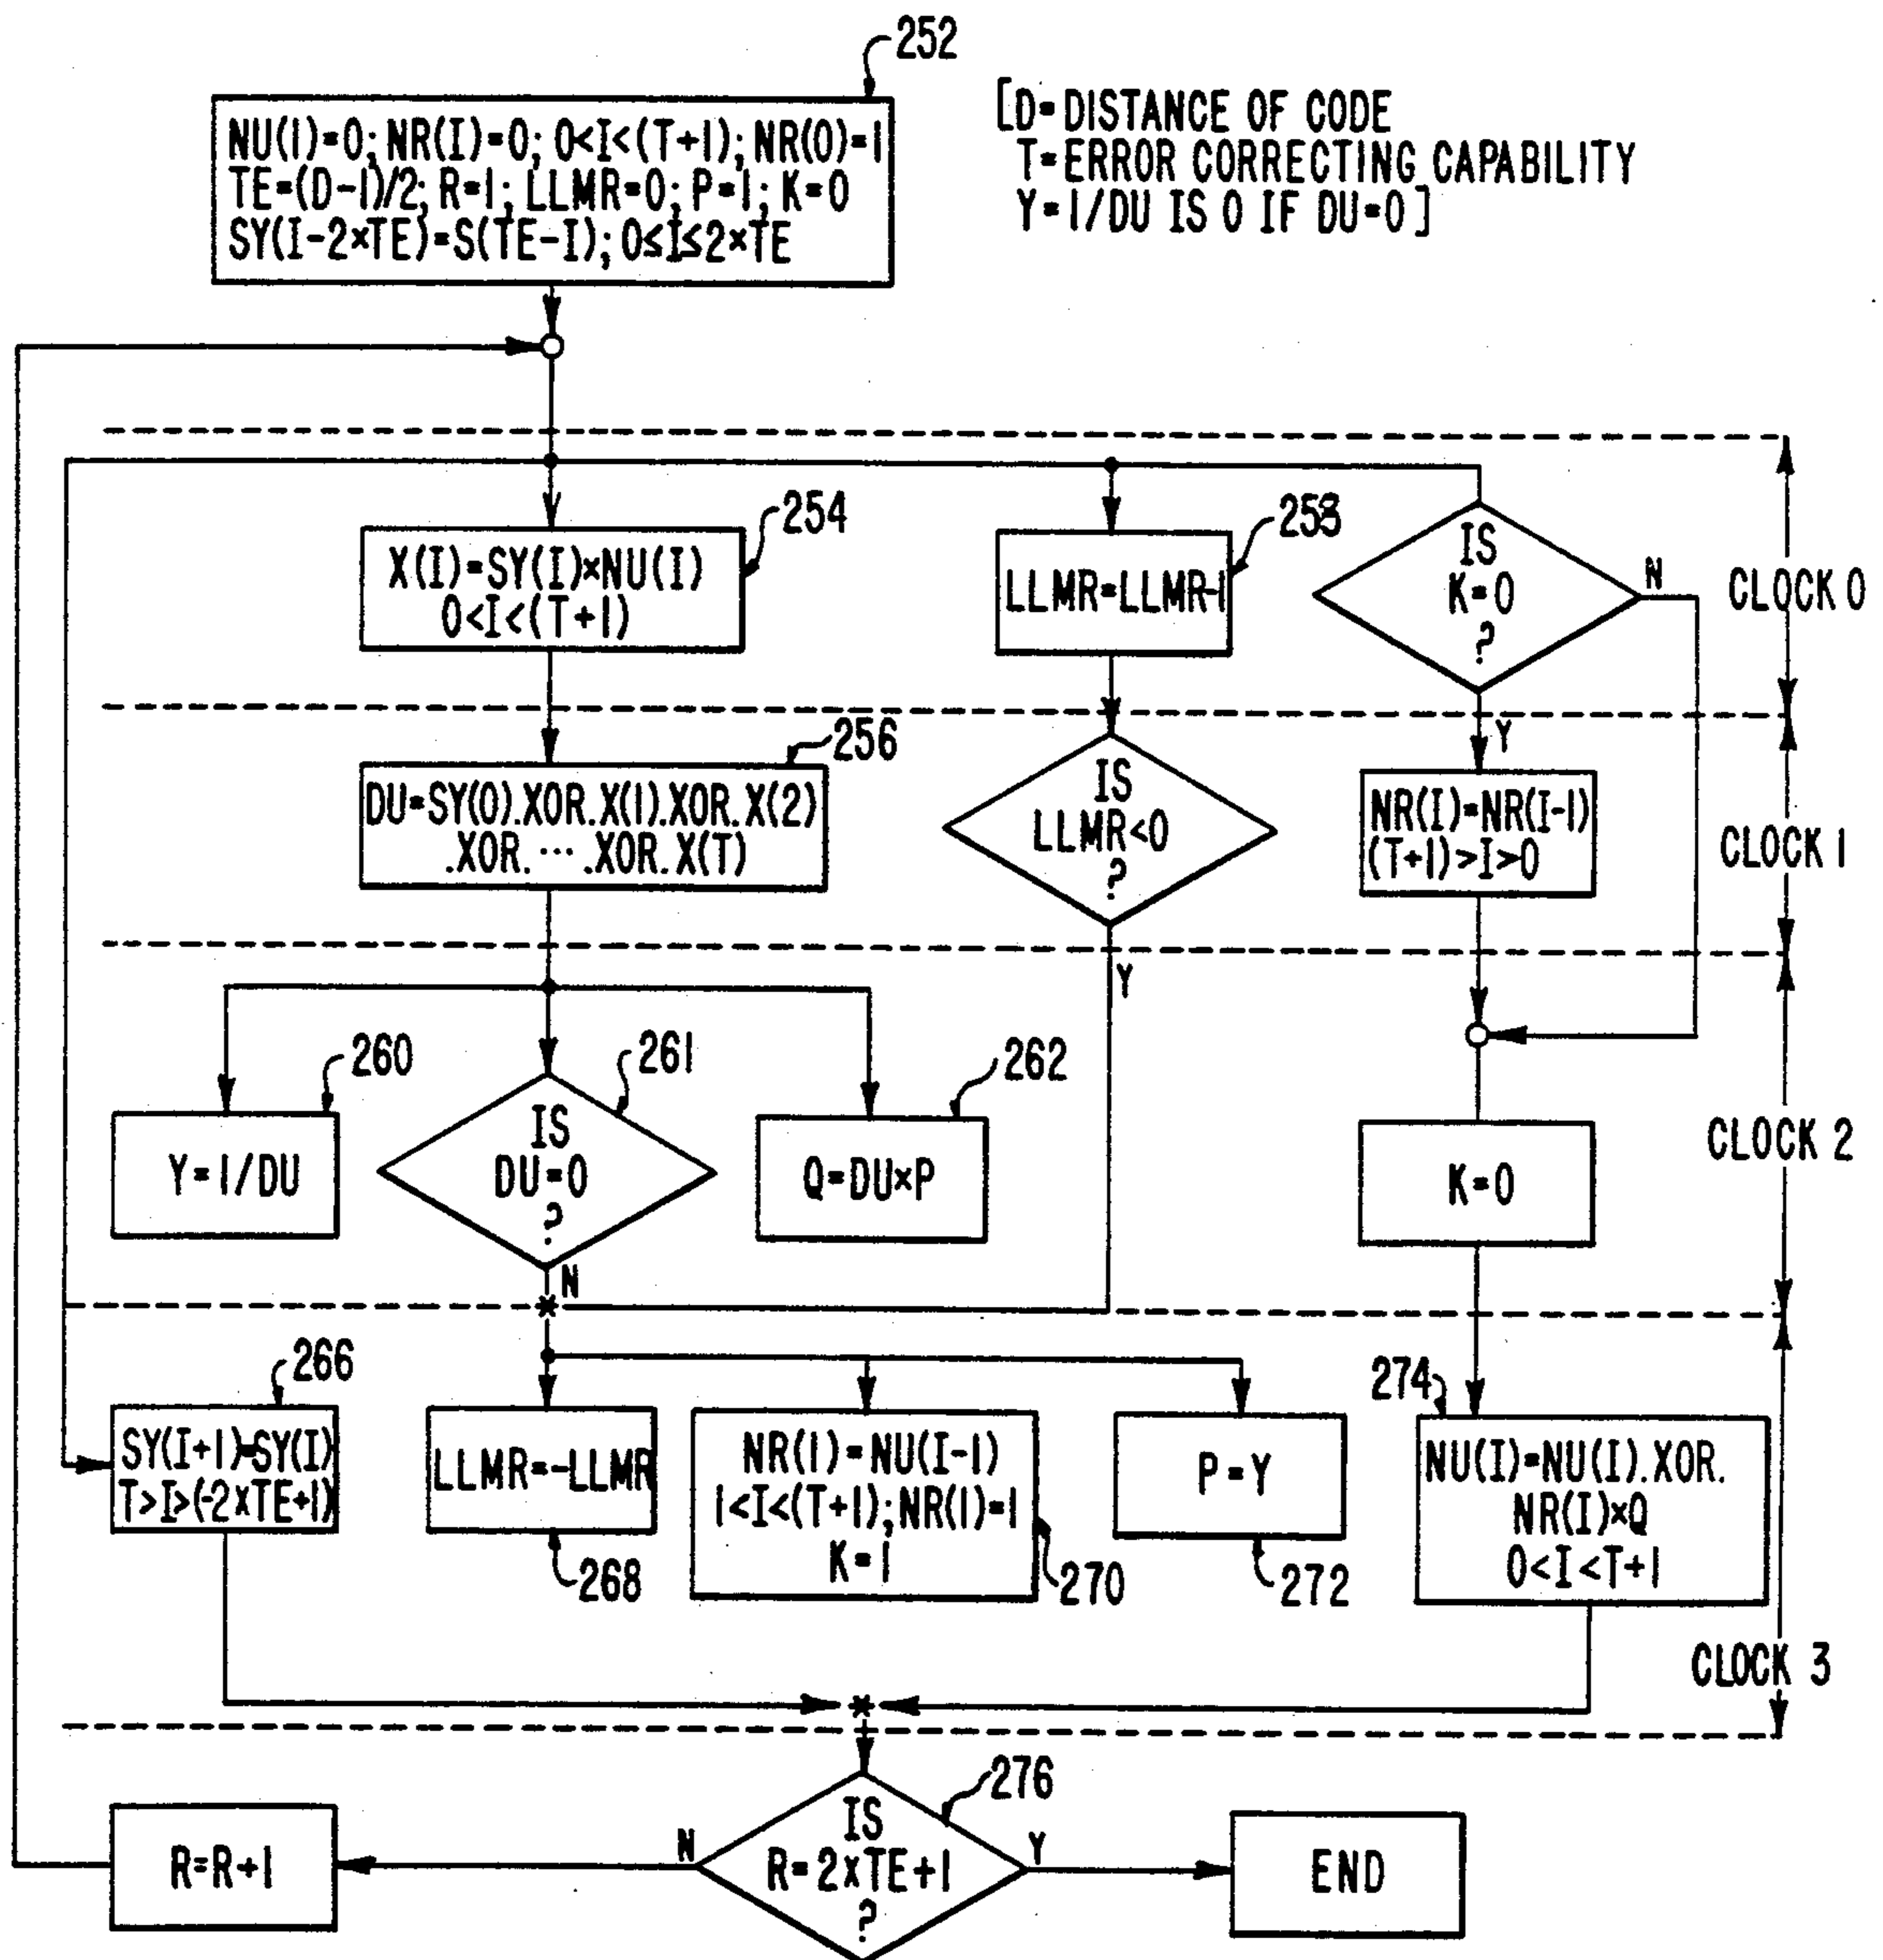 252
NU(I)=0; NR(I)=0; 0<I<(T+1); NR(0)=1
TE=(D-1)/2; R=1; LLMR=0; P=1; K=0
SY(I-2×TE)=S(TE-I); 0≤I≤2×TE
[D=DISTANCE OF CODE
T=ERROR CORRECTING CAPABILITY
Y=1/DU IS 0 IF DU=0]
254
X(I)=SY(I)×NU(I)
0<I<(T+1)
LLMR=LLMR-1
IS
K=0
?
N
CLOCK 0
Y
256
DU=SY(0).XOR.X(1).XOR.X(2)
.XOR. ··· .XOR.X(T)
IS
LLMR<0
?
NR(I)=NR(I-1)
(T+1)>I>0
CLOCK 1
Y
260
Y=1/DU
261
IS
DU=0
?
N
262
Q=DU×P
K=0
CLOCK 2
266
SY(I+1)=SY(I)
T>I>(-2×TE+1)
LLMR=-LLMR
268
NR(1)=NU(I-1)
1<I<(T+1); NR(1)=1
K=1
270
P=Y
272
274
NU(I)=NU(I).XOR.
NR(I)×Q
0<I<T+1
CLOCK 3
R=R+1
N
276
IS
R=2×TE+1
?
Y
END